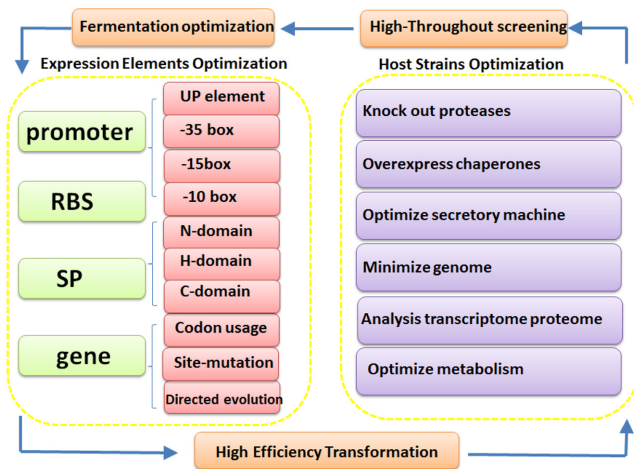 Fermentation optimization
High-Throughout screening
Expression Elements Optimization
Host Strains Optimization
promoter
RBS
SP
gene
UP element
-35 box
-15box
-10 box
N-domain
H-domain
C-domain
Codon usage
Site-mutation
Directed evolution
Knock out proteases
Overexpress chaperones
Optimize secretory machine
Minimize genome
Analysis transcriptome proteome
Optimize metabolism
High Efficiency Transformation